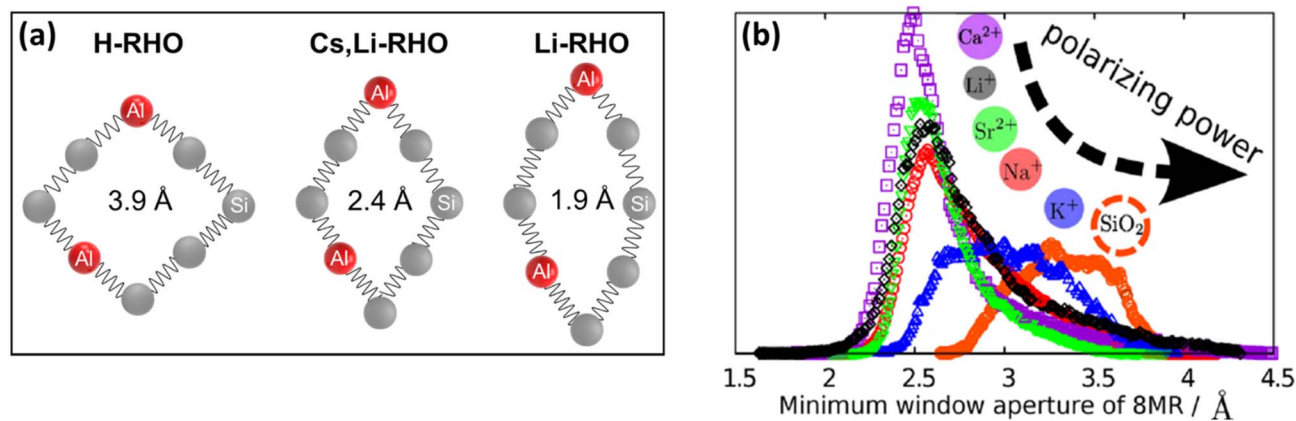 (a)
H-RHO
Cs,Li-RHO
Li-RHO
Al
Al
Al
3.9 Å
Si
2.4 Å
Si
1.9 Å
Si
Al
Al
Al
(b)
Ca2+
polarizing power
Li+
Sr2+
Na+
K+
SiO2
1.5
2
2.5
3
3.5
4
4.5
Minimum window aperture of 8MR / Å